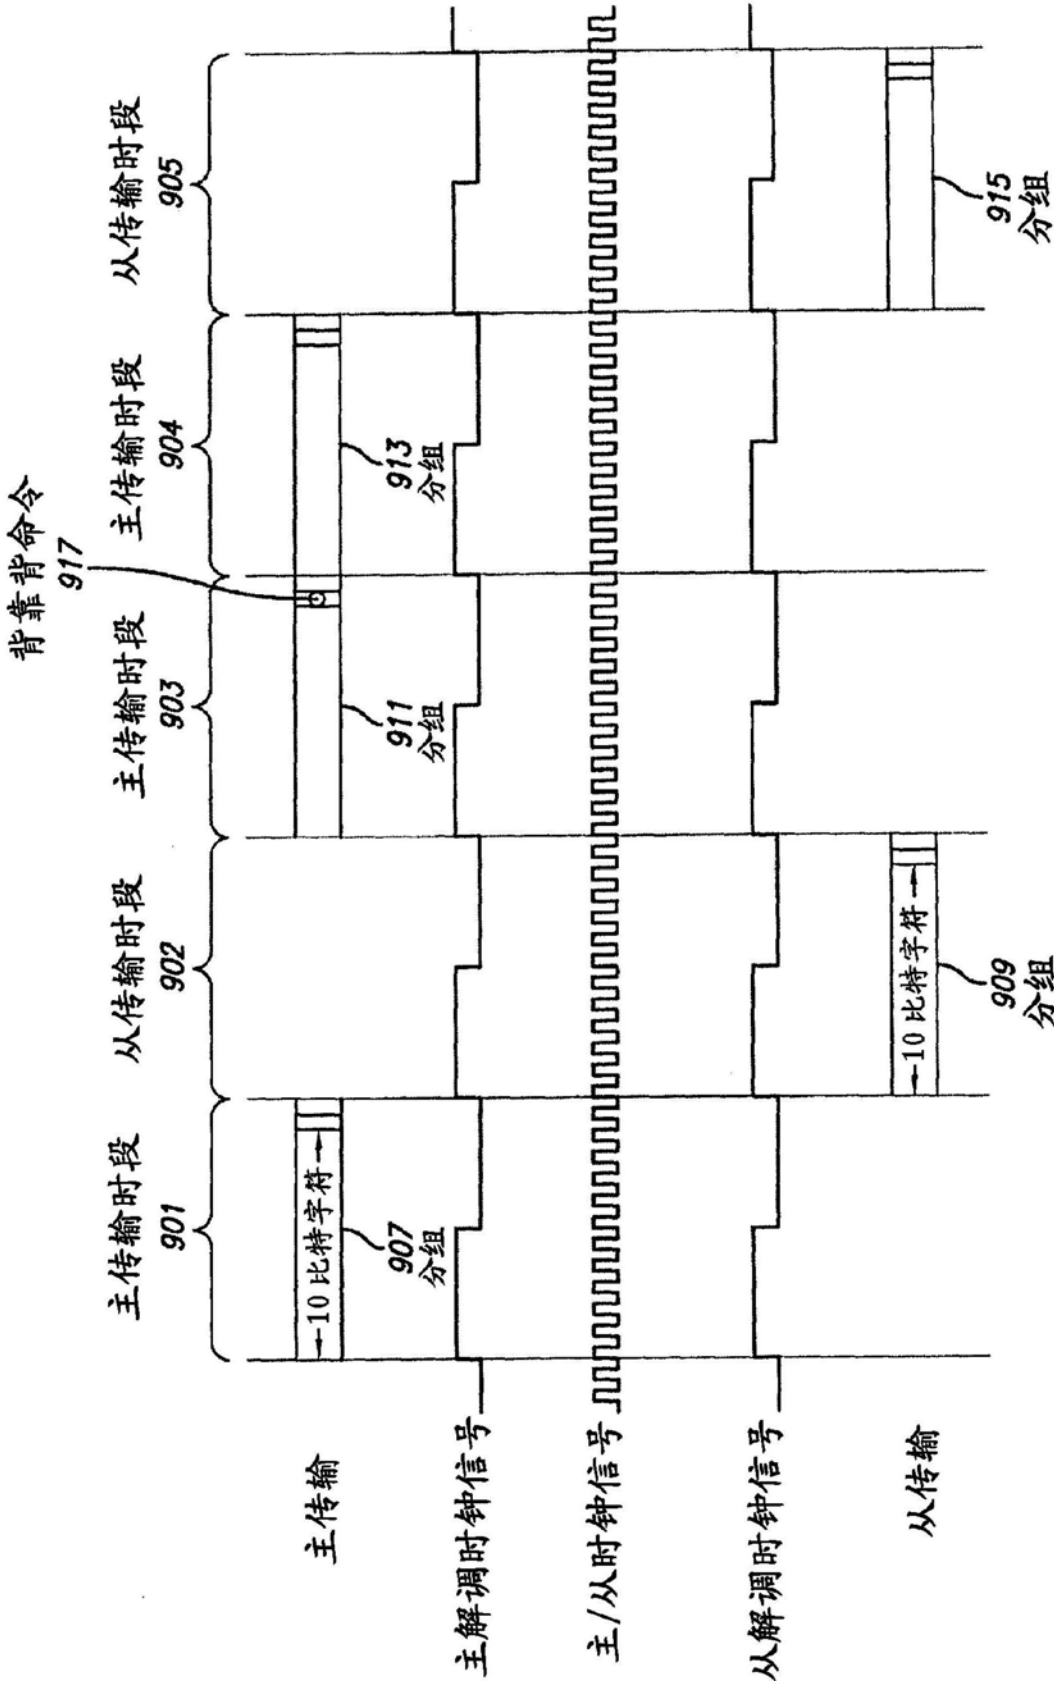 背靠背命令
917
主传输时段
901
从传输时段
902
主传输时段
903
主传输时段
904
从传输时段
905
主传输
10比特字符
907
分组
911
分组
913
分组
主解调时钟信号
主/从时钟信号
从解调时钟信号
从传输
10比特字符
909
分组
915
分组